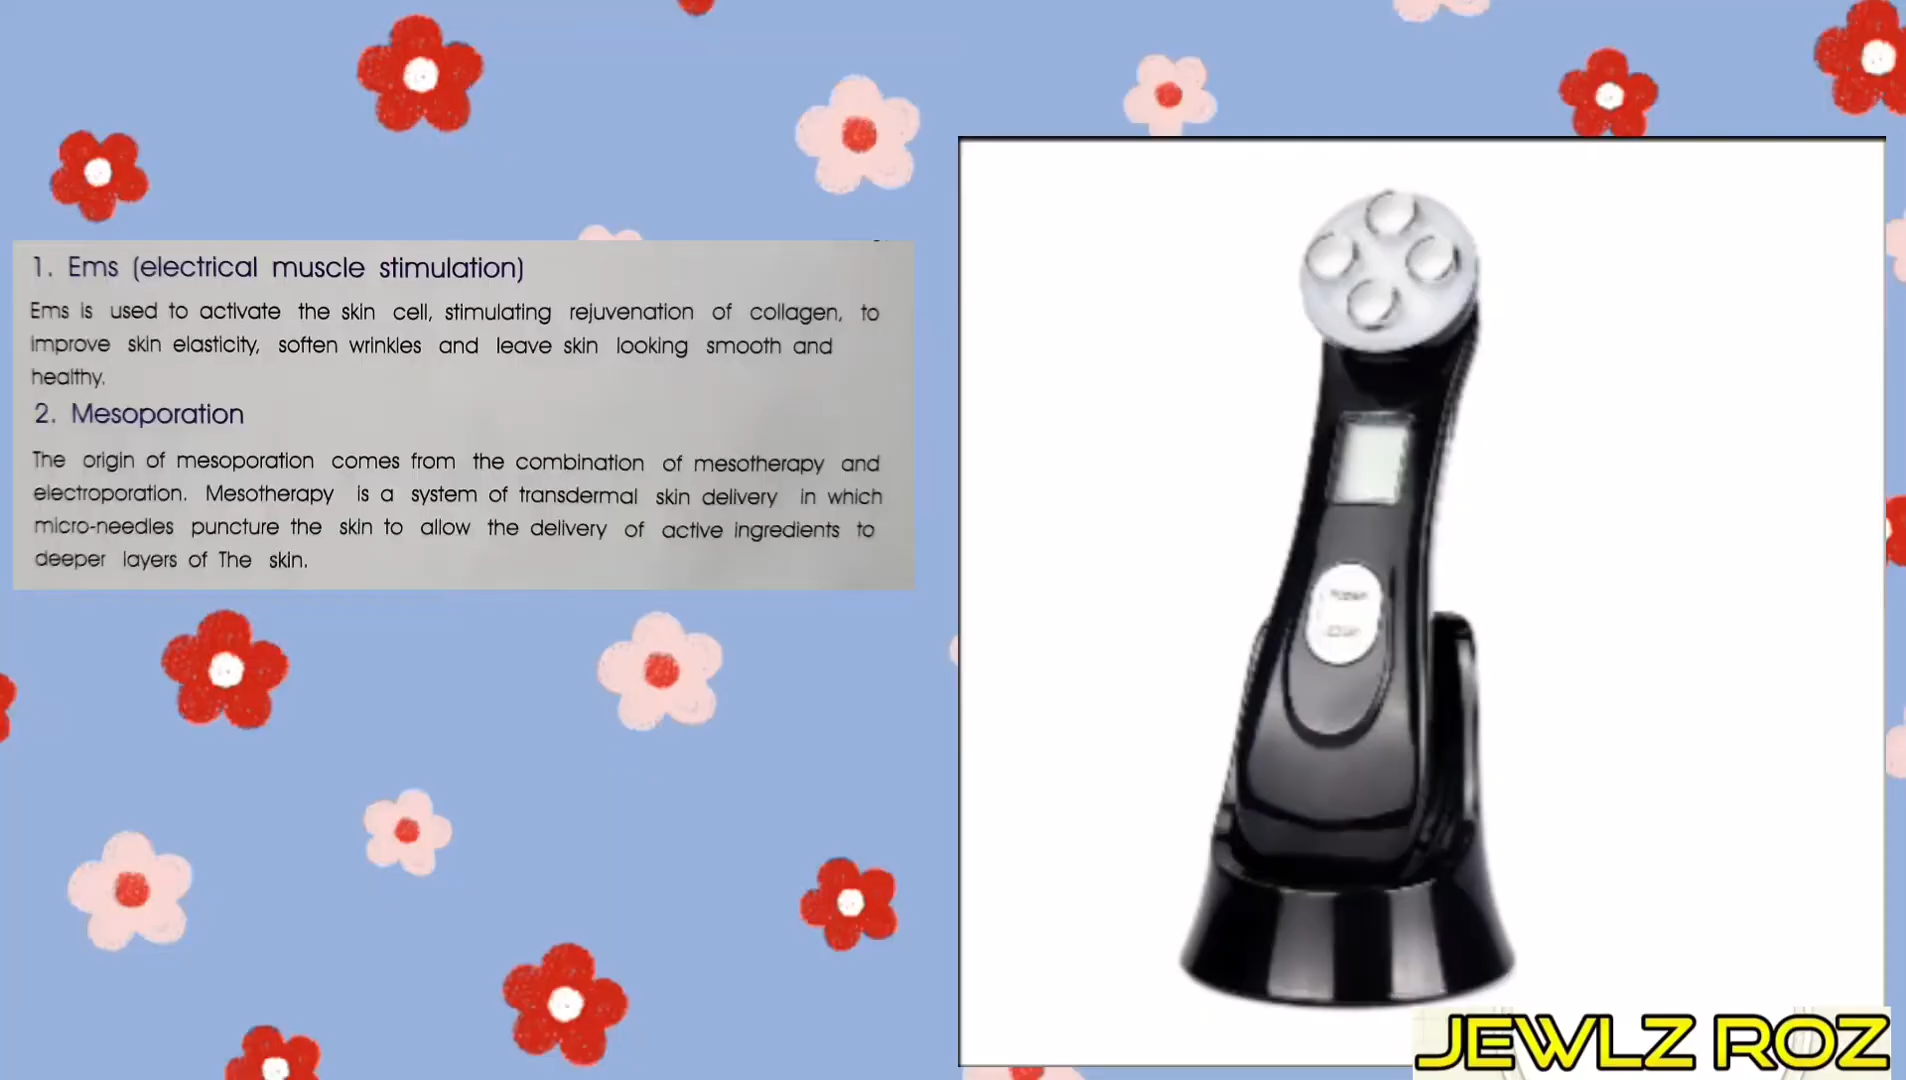 1. Ems (electrical muscle stimulation)
Ems is used to activate the skin cell, stimulating rejuvenation of collagen, to
improve skin elasticity, soften wrinkles and leave skin looking smooth and
healthy.
2. Mesoporation
The origin of mesoporation comes from the combination of mesotherapy and
electroporation. Mesotherapy is a system of transdermal skin delivery in which
micro-needles puncture the skin to allow the delivery of active ingredients to
deeper layers of The skin.
JEWLZ ROZ